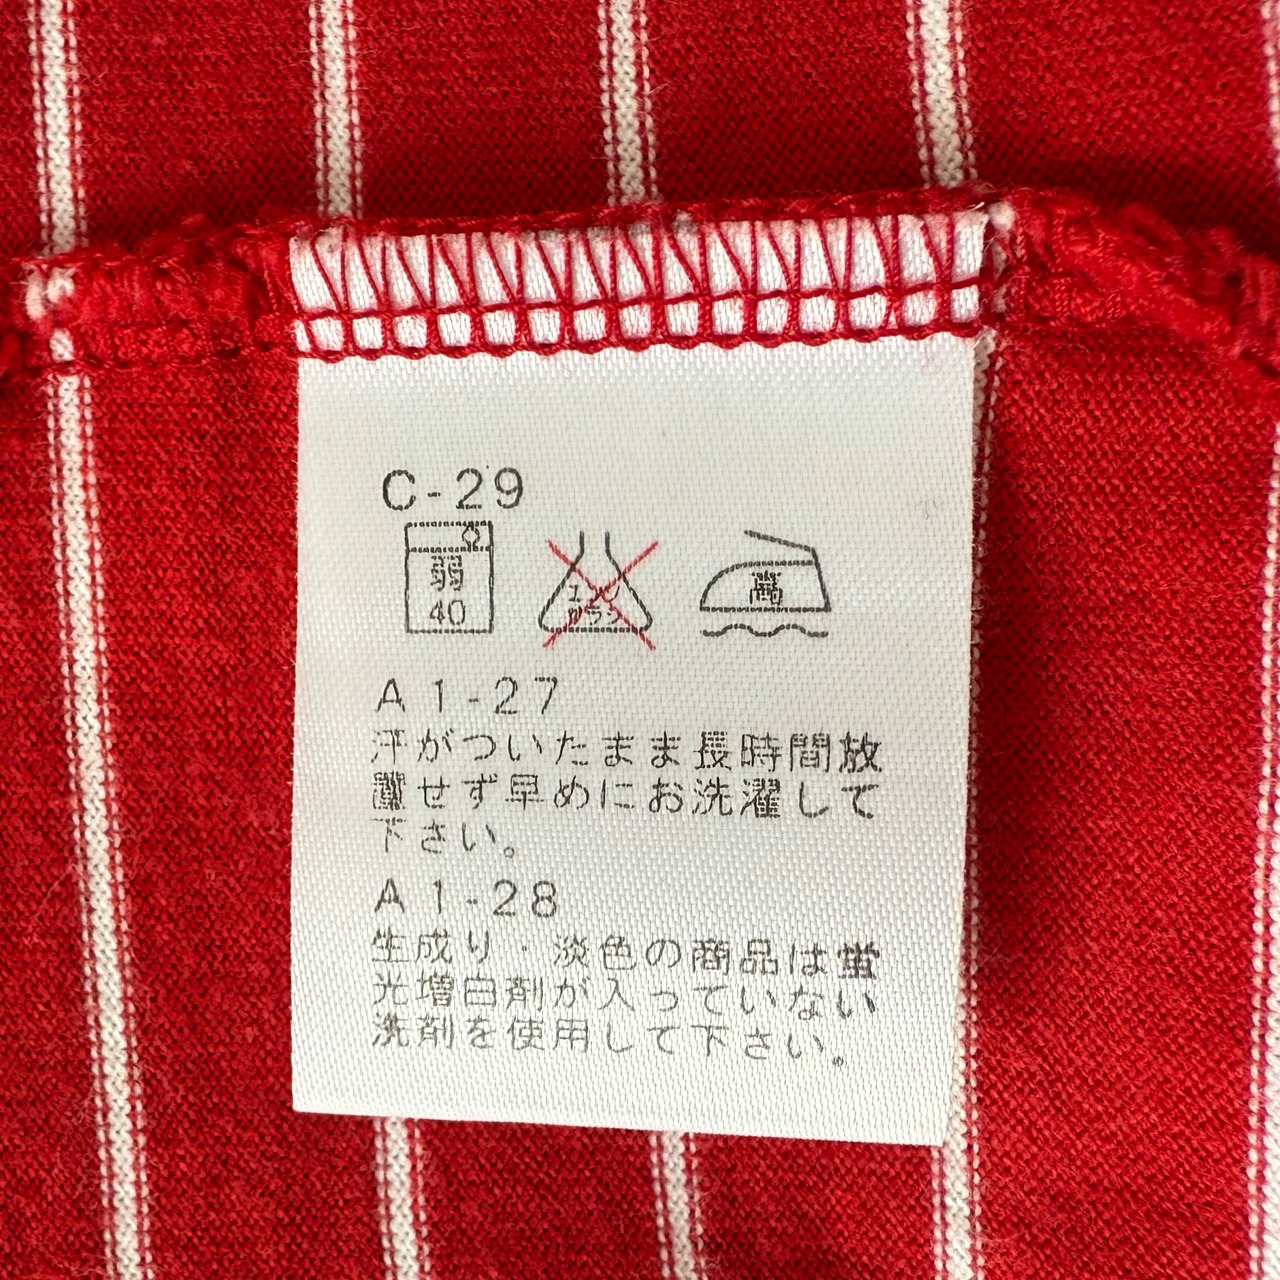 C-29
弱
40
エンソ
サラシ
高
A1-27
汗がついたまま長時間放
置せず早めにお洗濯して
下さい。
A1-28
生成り・淡色の商品は蛍
光増白剤が入っていない
洗剤を使用して下さい。